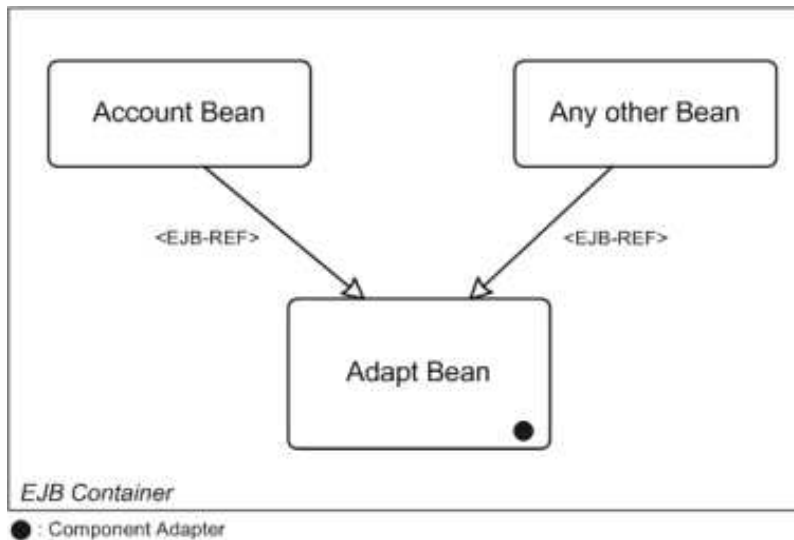 Account Bean
Any other Bean
<EJB-REF>
<EJB-REF>
Adapt Bean
EJB Container
: Component Adapter